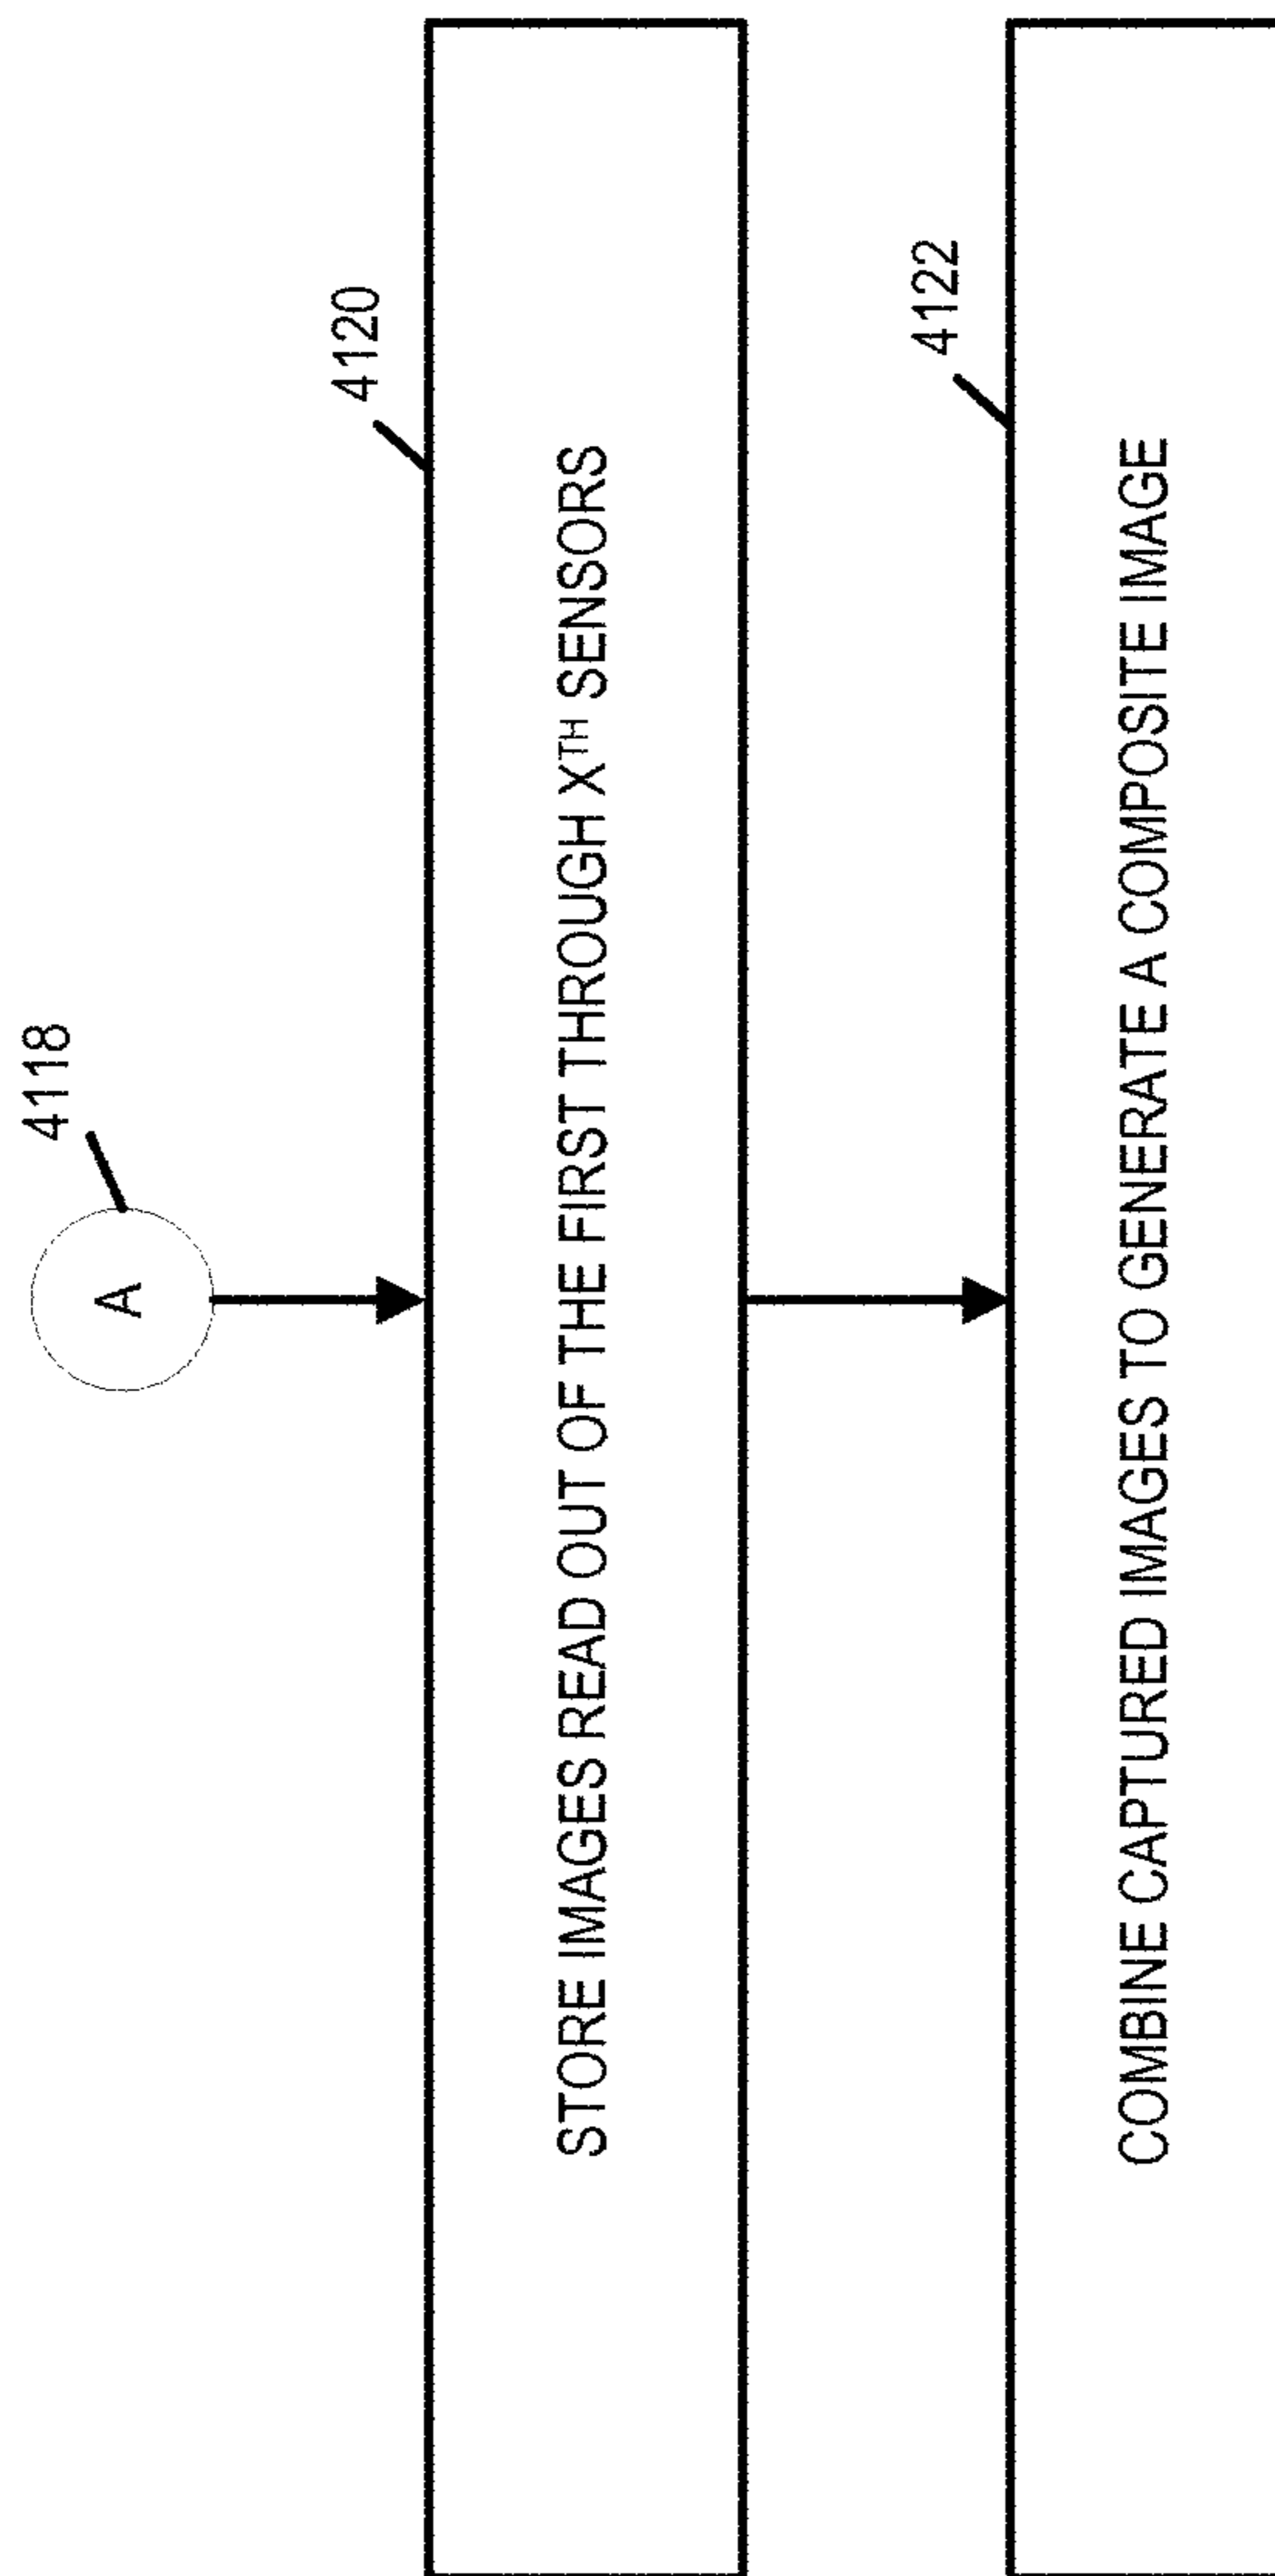 4118
A
4120
STORE IMAGES READ OUT OF THE FIRST THROUGH XTH SENSORS
4122
COMBINE CAPTURED IMAGES TO GENERATE A COMPOSITE IMAGE